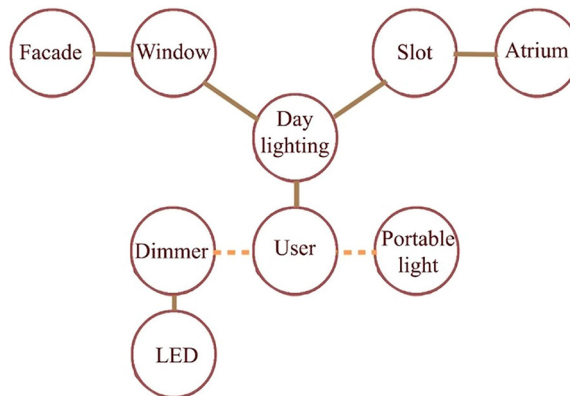 Facade
Window
Slot
Atrium
Day
lighting
Dimmer
User
Portable
light
LED